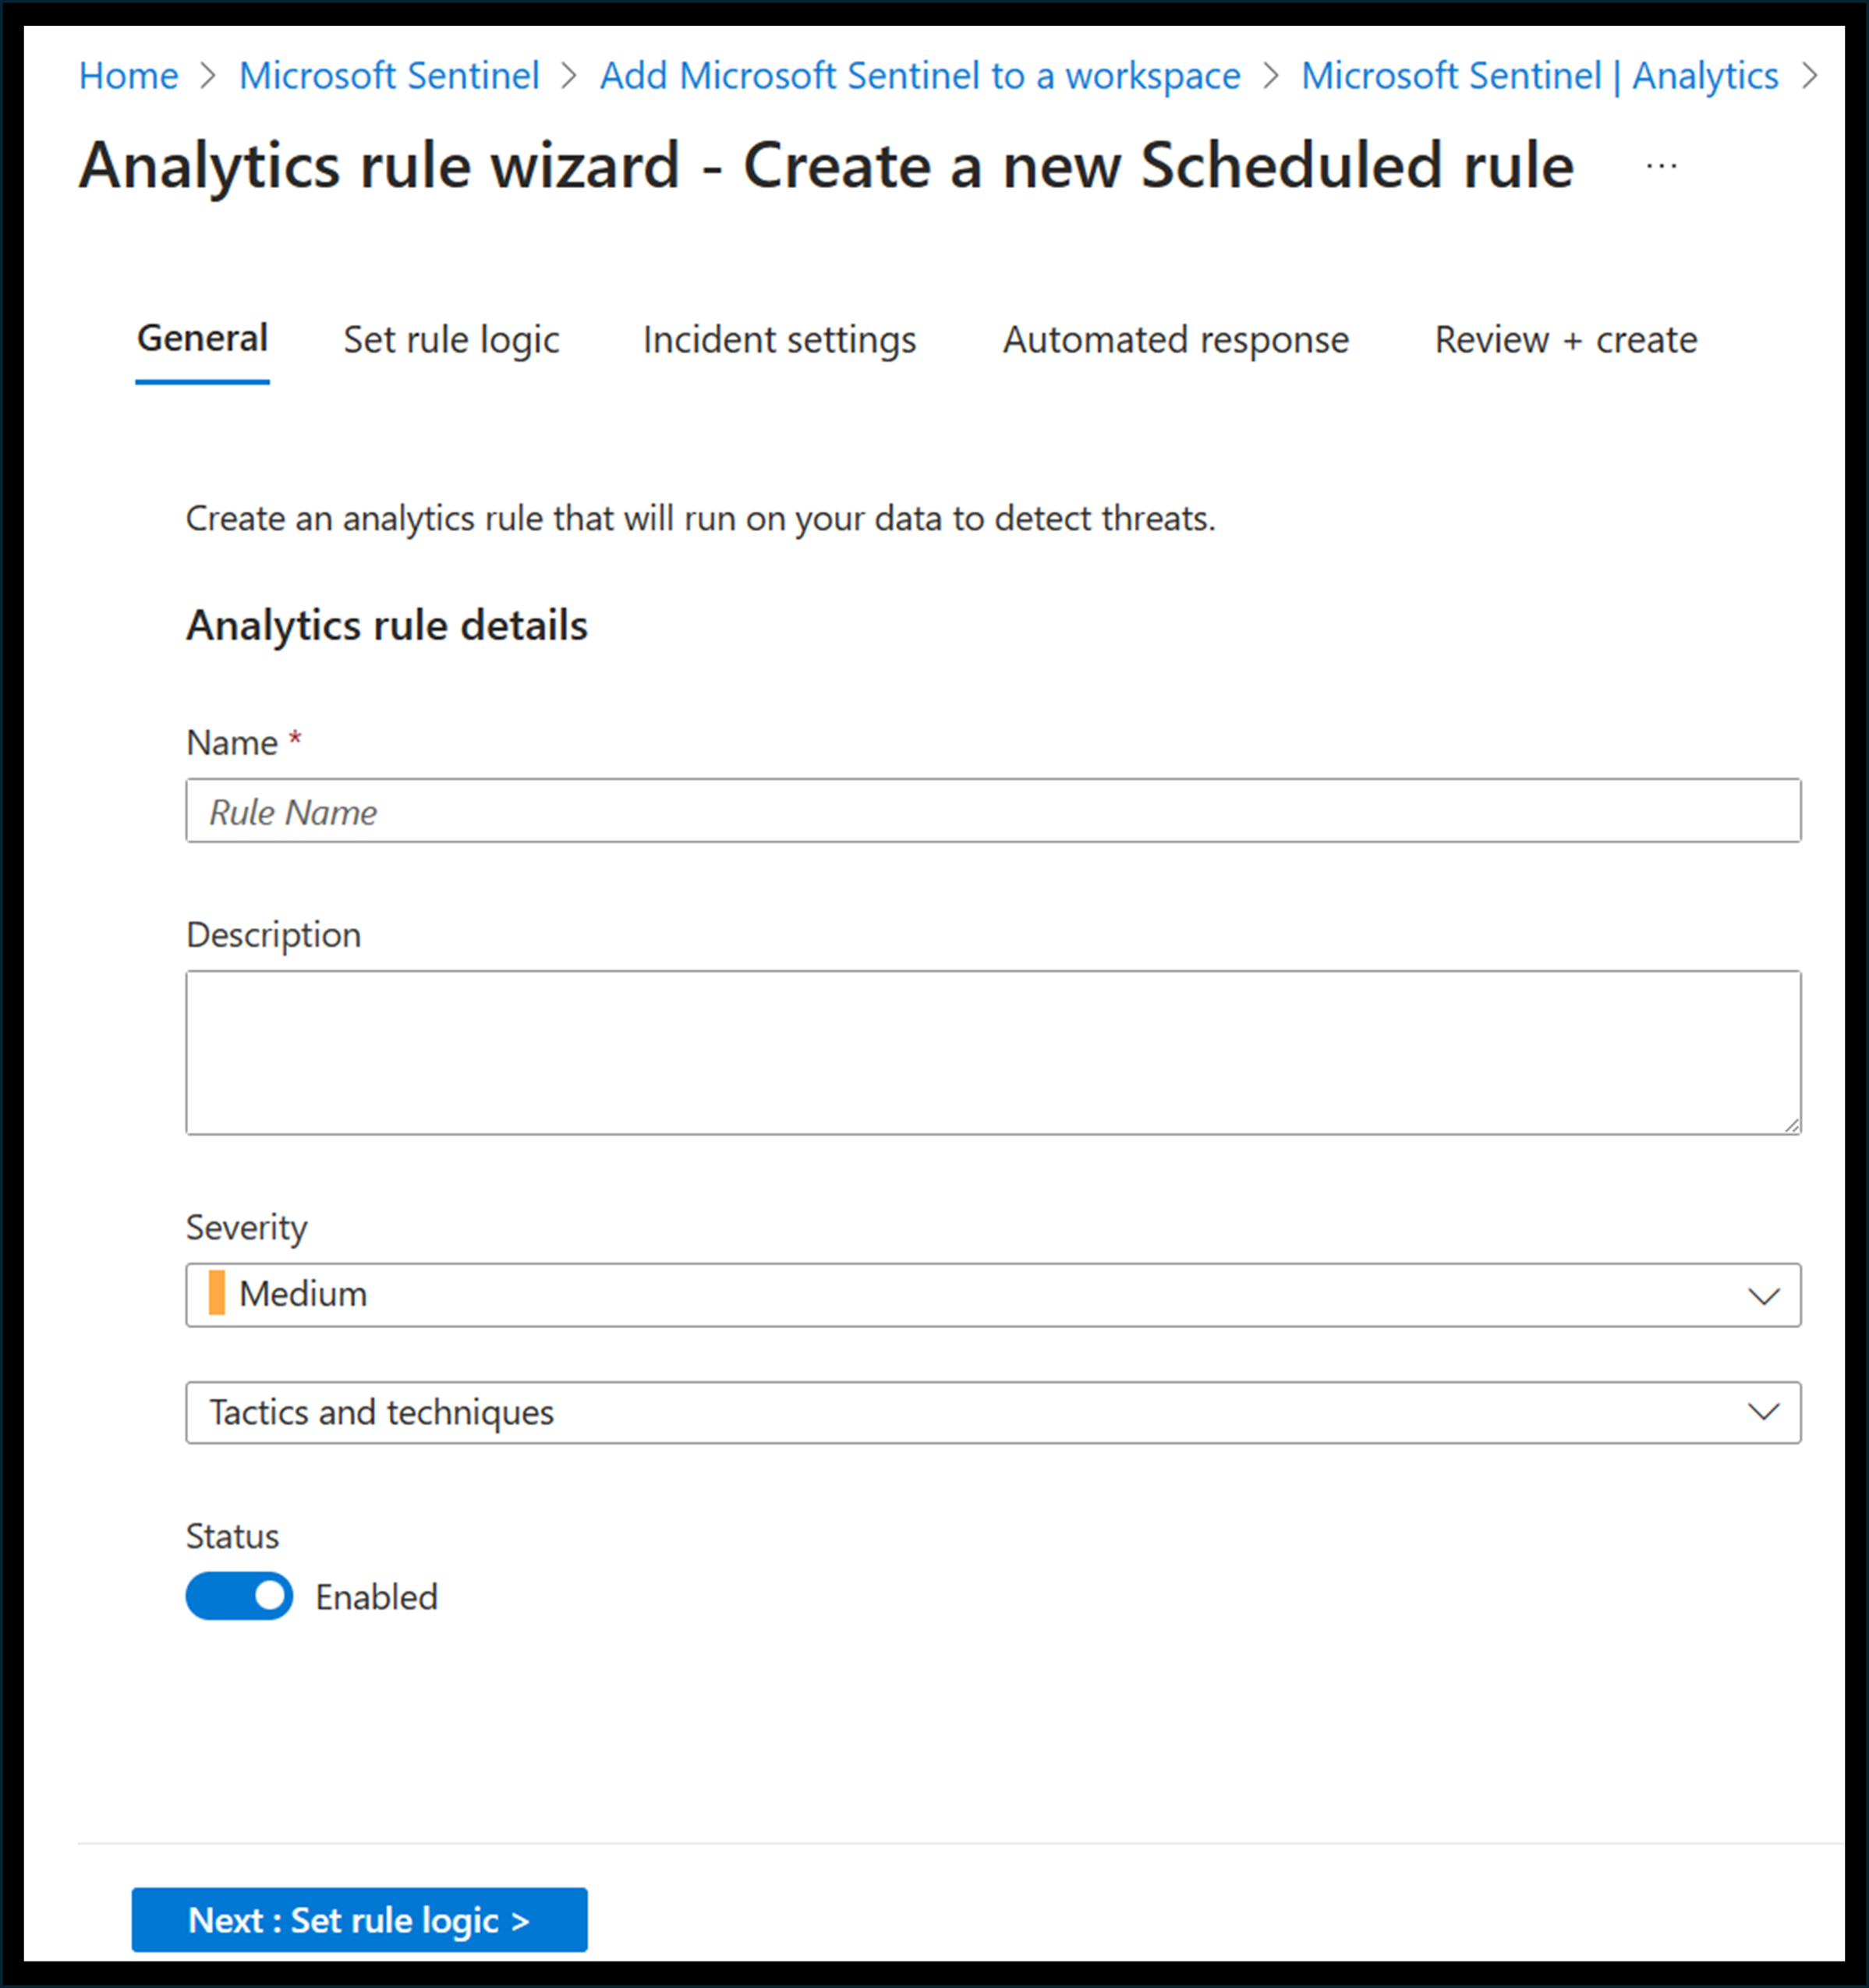 Home > Microsoft Sentinel > Add Microsoft Sentinel to a workspace > Microsoft Sentinel | Analytics >
Analytics rule wizard - Create a new Scheduled rule ...
General Set rule logic Incident settings Automated response Review + create
Create an analytics rule that will run on your data to detect threats.
Analytics rule details
Name *
Rule Name
Description
Severity
Medium
Tactics and techniques
Status
Enabled
Next : Set rule logic >